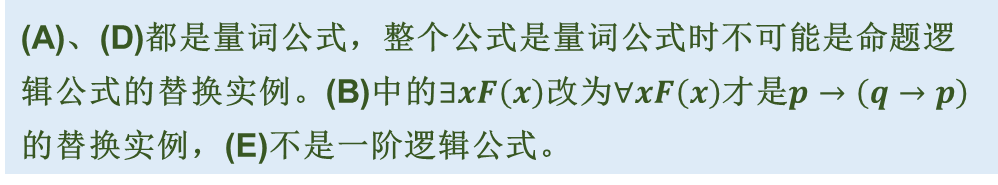 (A)、(D)都是量词公式，整个公式是量词公式时不可能是命题逻
辑公式的替换实例。(B)中的∃xF(x)改为∀xF(x)才是p → (q → p)
的替换实例，(E)不是一阶逻辑公式。